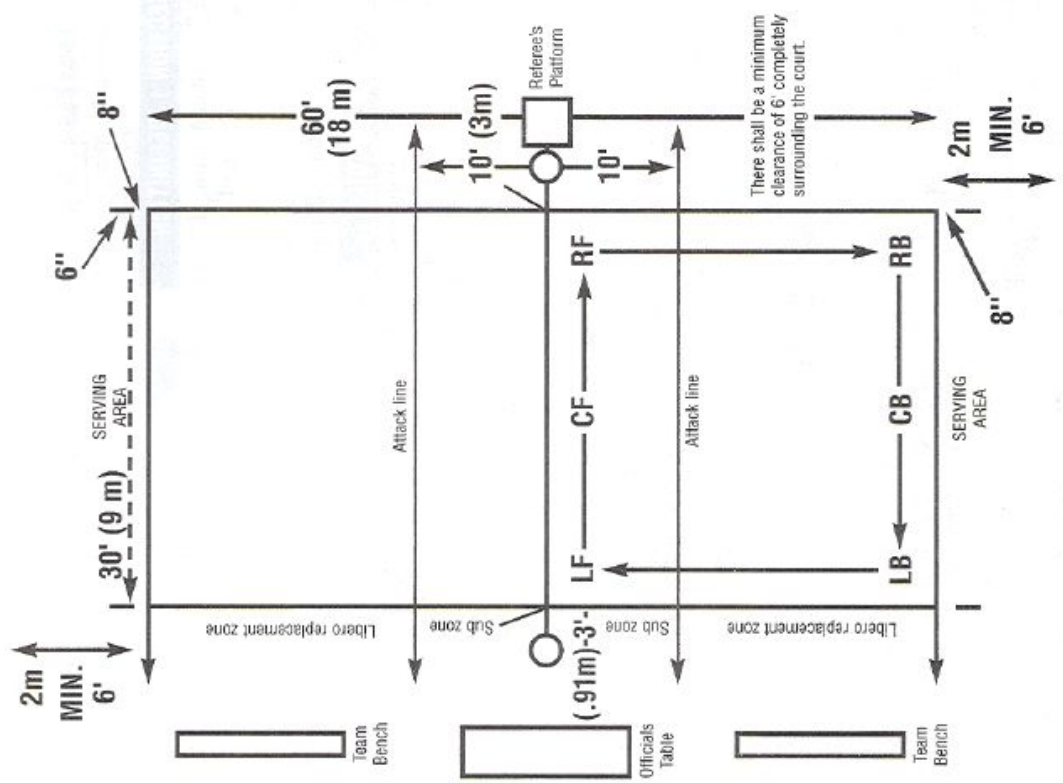 2m
MIN.
6'
6"
8"
30' (9 m)
SERVING
AREA
60'
(18 m)
10' (3m)
10'
Referee's
Platform
Attack line
Attack line
There shall be a minimum
clearance of 6' completely
surrounding the court.
2m
MIN.
6'
Libero replacement zone
Sub zone
Sub zone
Libero replacement zone
(.91m)-3'-
LF
CF
RF
LB
CB
RB
SERVING
AREA
8"
Team
Bench
Officials
Table
Team
Bench